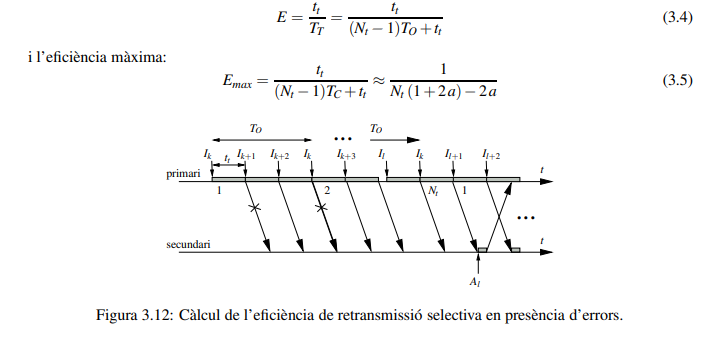 E = t_t / T_T = t_t / ((N_t − 1)T_O + t_t) (3.4)
i l'eficiència màxima:
E_max = t_t / ((N_t − 1)T_C + t_t) ≈ 1 / (N_t (1 + 2a) − 2a) (3.5)
T_O ••• T_O
I_k t_t I_k+1 I_k+2 I_k I_k+3 I_l I_k I_l+1 I_l+2
primari t
1 2 N_t 1
•••
secundari t
A_l
Figura 3.12: Càlcul de l'eficiència de retransmissió selectiva en presència d'errors.